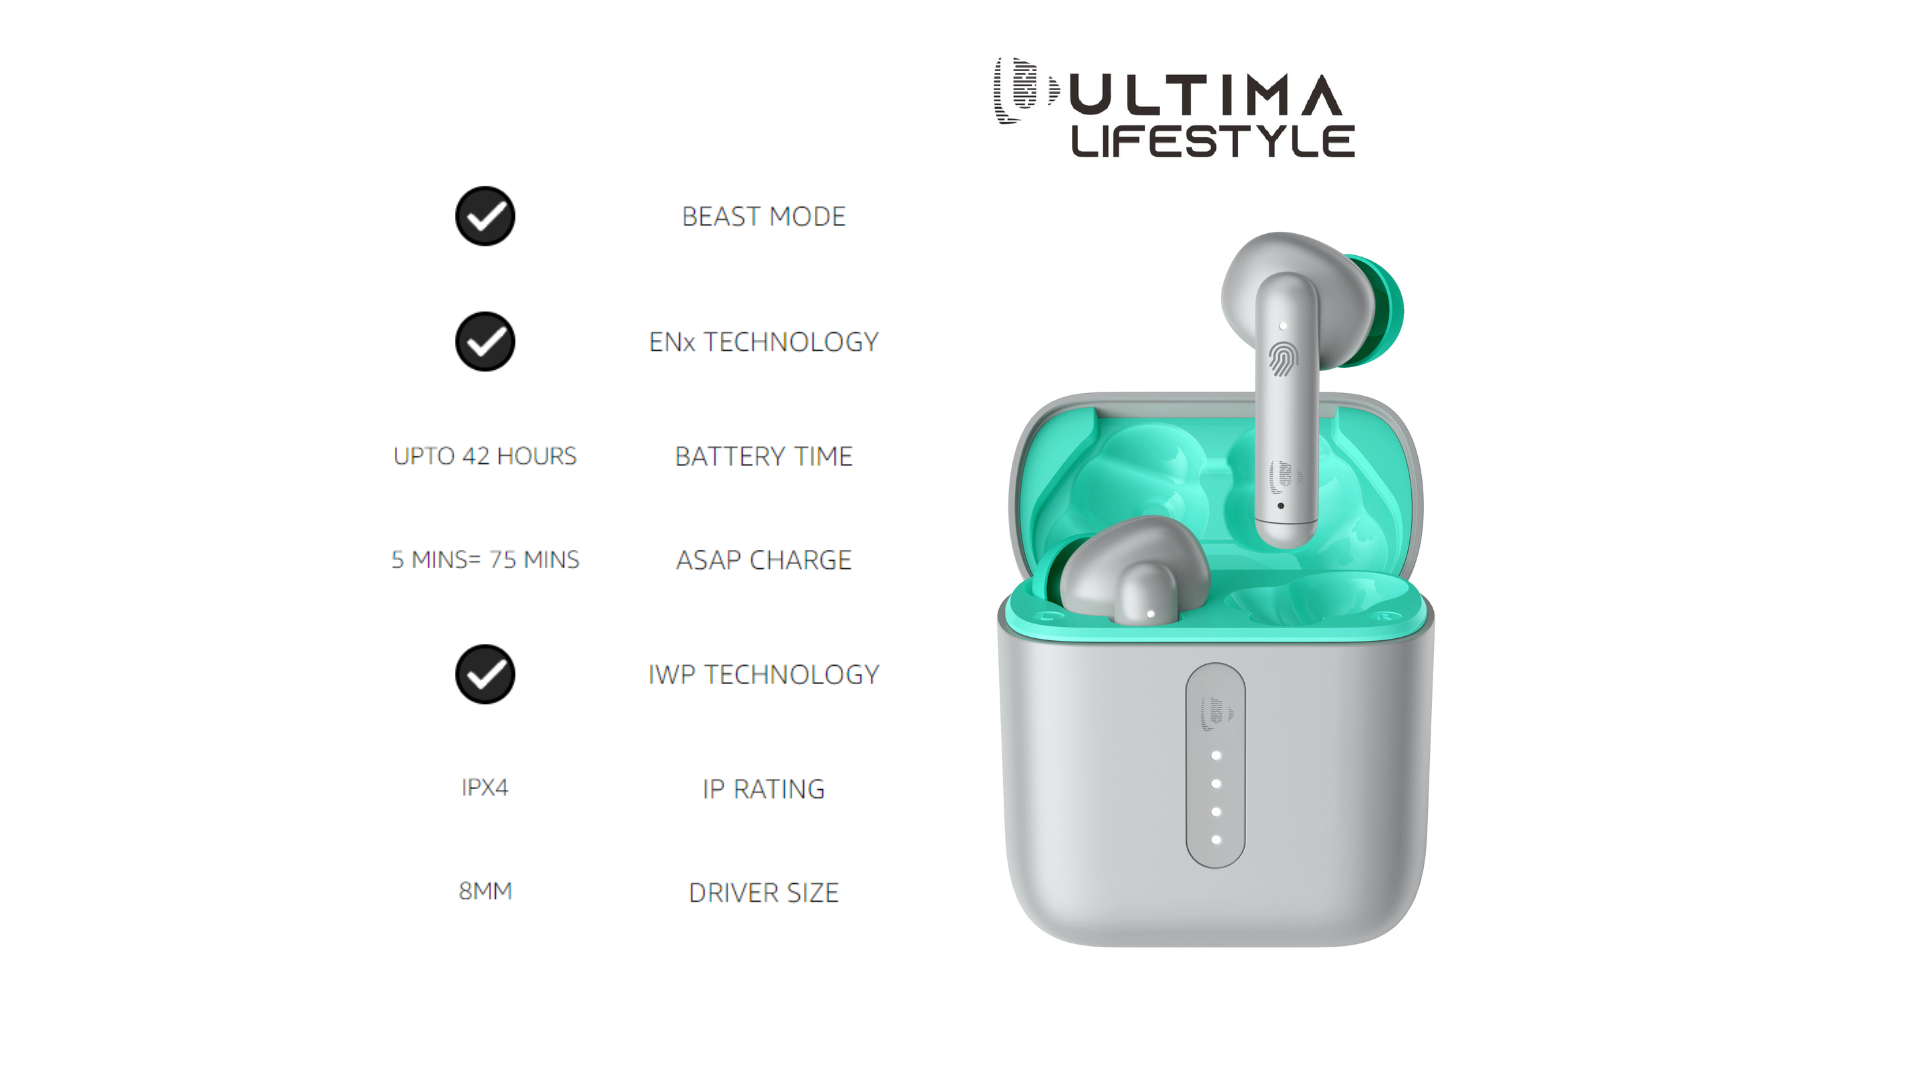 ULTIMA
LIFESTYLE
BEAST MODE
ENx TECHNOLOGY
UPTO 42 HOURS BATTERY TIME
5 MINS= 75 MINS ASAP CHARGE
IWP TECHNOLOGY
IPX4 IP RATING
8MM DRIVER SIZE